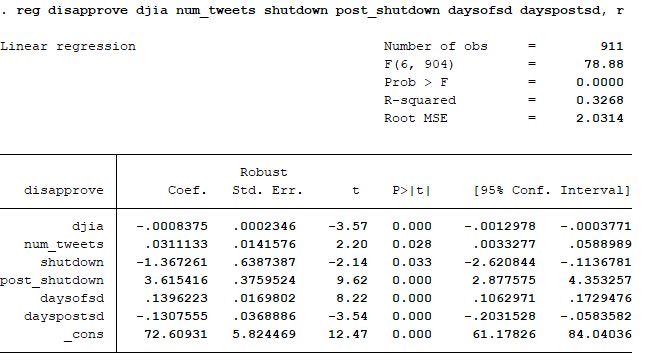 . reg disapprove djia num_tweets shutdown post_shutdown daysofsd dayspostsd, r
Linear regression Number of obs = 911
F(6, 904) = 78.88
Prob > F = 0.0000
R-squared = 0.3268
Root MSE = 2.0314
Robust
disapprove Coef. Std. Err. t P>|t| [95% Conf. Interval]
djia -.0008375 .0002346 -3.57 0.000 -.0012978 -.0003771
num_tweets .0311133 .0141576 2.20 0.028 .0033277 .0588989
shutdown -1.367261 .6387387 -2.14 0.033 -2.620844 -.1136781
post_shutdown 3.615416 .3759524 9.62 0.000 2.877575 4.353257
daysofsd .1396223 .0169802 8.22 0.000 .1062971 .1729476
dayspostsd -.1307555 .0368886 -3.54 0.000 -.2031528 -.0583582
_cons 72.60931 5.824469 12.47 0.000 61.17826 84.04036